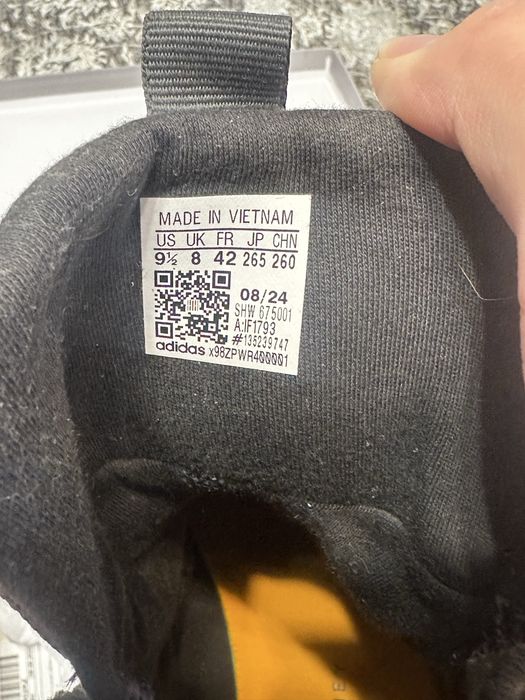 MADE IN VIETNAM
US UK FR JP CHN
9½ 8 42 265 260
08/24
SHW 675001
A:IF1793
#135239747
adidas x98ZPWR400001